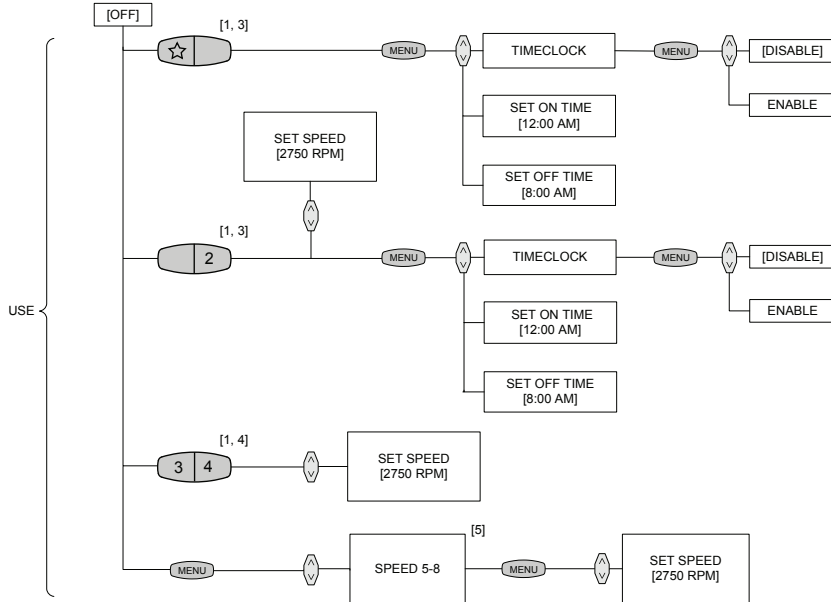 [OFF]
[1, 3]
MENU
TIMECLOCK
MENU
[DISABLE]
ENABLE
SET ON TIME
[12:00 AM]
SET OFF TIME
[8:00 AM]
SET SPEED
[2750 RPM]
[1, 3]
2
MENU
TIMECLOCK
MENU
[DISABLE]
ENABLE
SET ON TIME
[12:00 AM]
SET OFF TIME
[8:00 AM]
USE
[1, 4]
3 4
SET SPEED
[2750 RPM]
MENU
SPEED 5-8
[5]
MENU
SET SPEED
[2750 RPM]